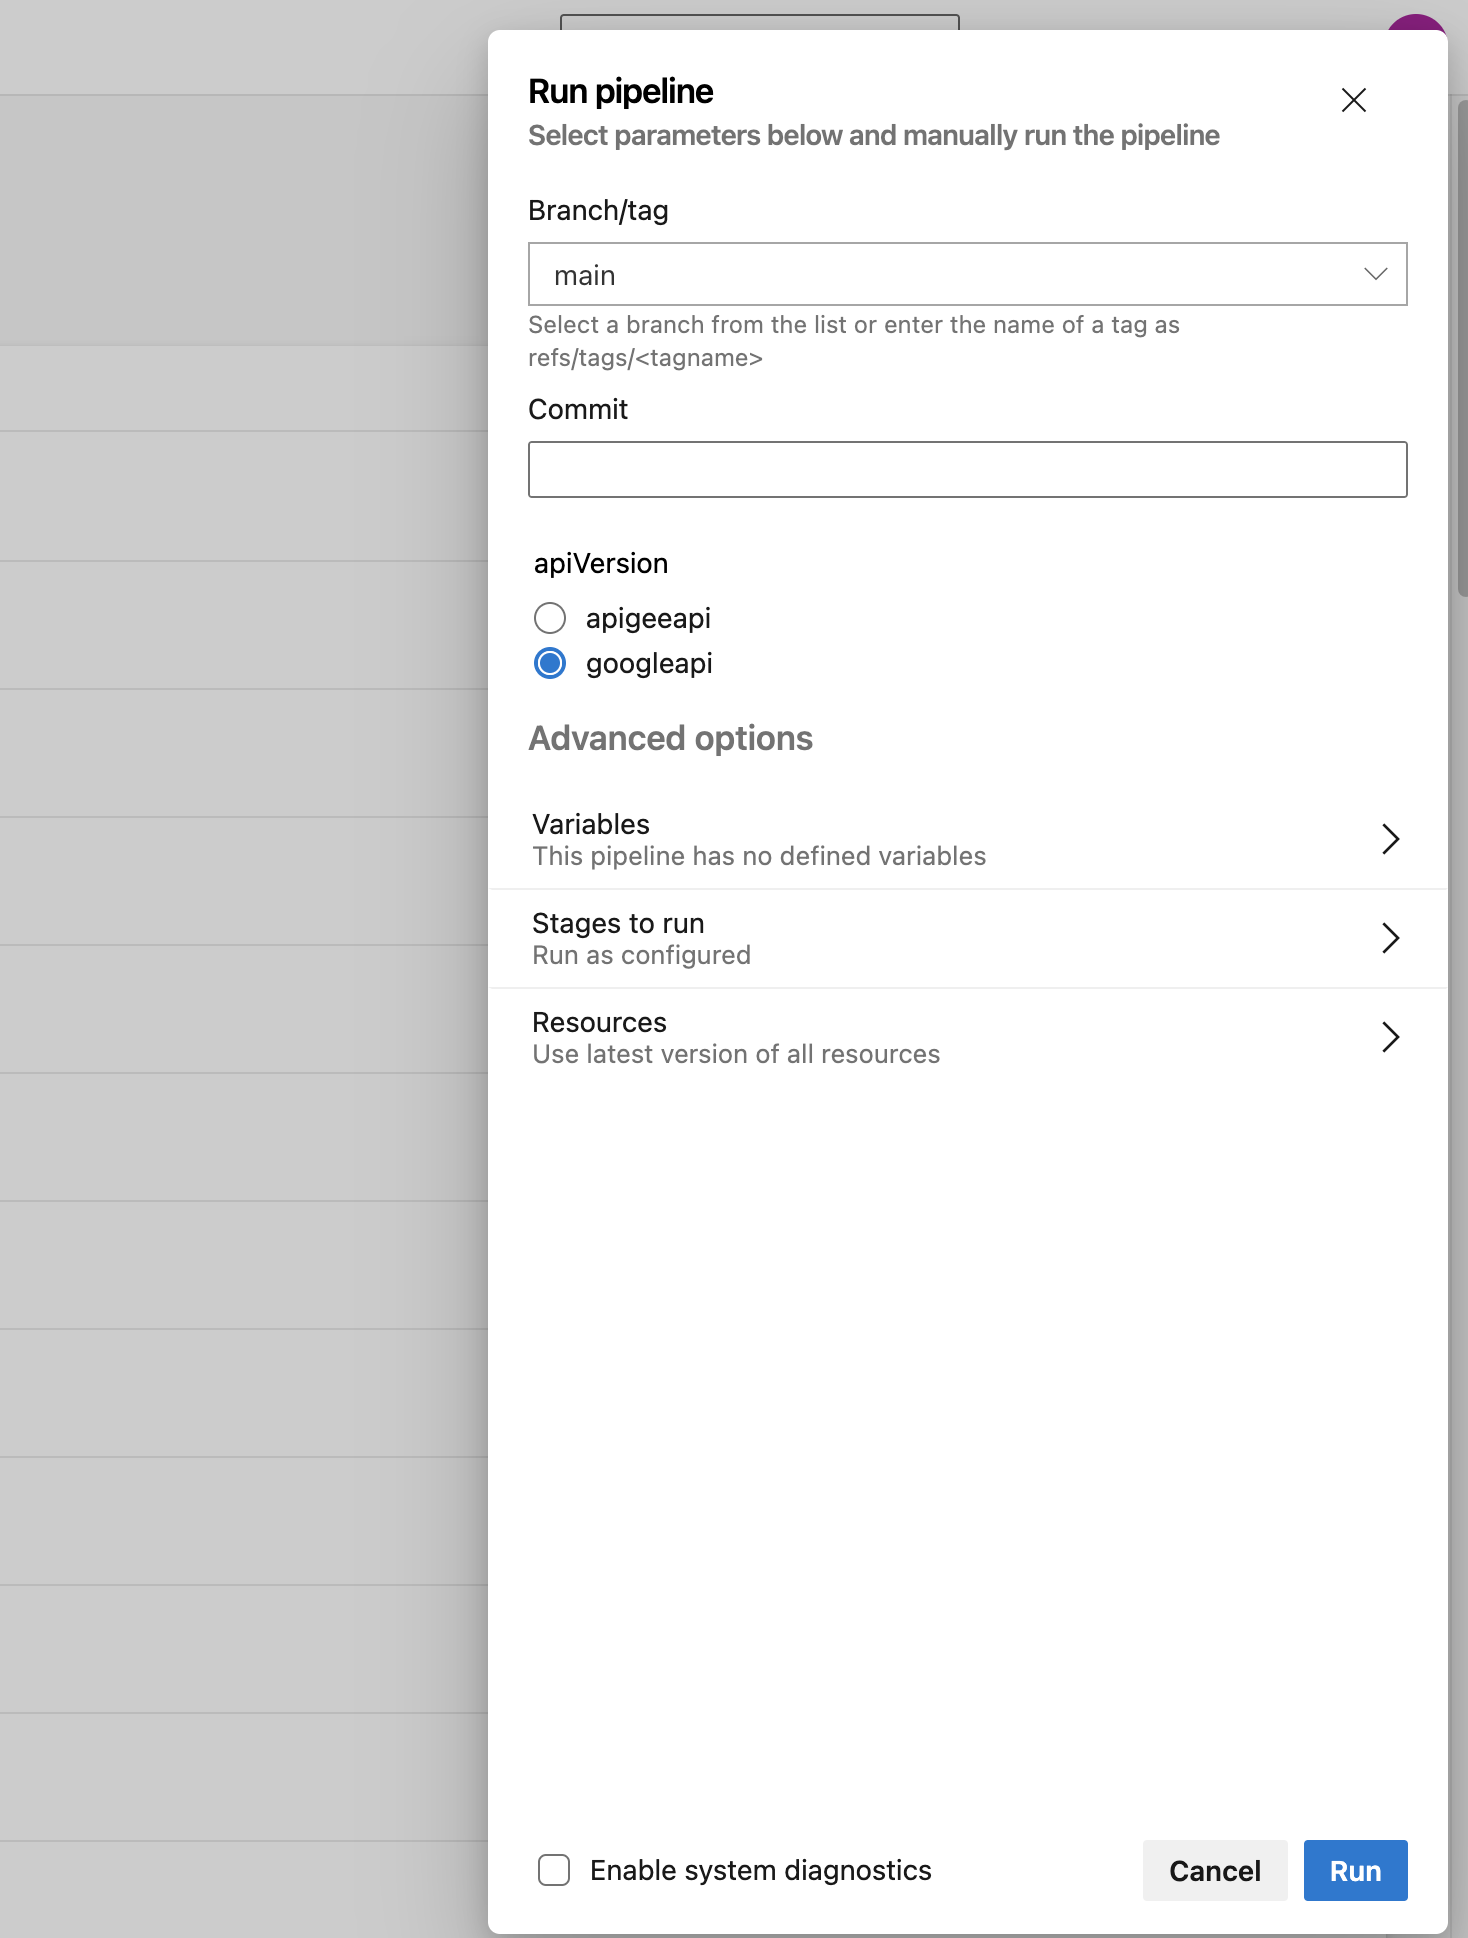 Run pipeline
Select parameters below and manually run the pipeline
Branch/tag
main
Select a branch from the list or enter the name of a tag as
refs/tags/<tagname>
Commit
apiVersion
apigeeapi
googleapi
Advanced options
Variables
This pipeline has no defined variables
Stages to run
Run as configured
Resources
Use latest version of all resources
Enable system diagnostics
Cancel
Run